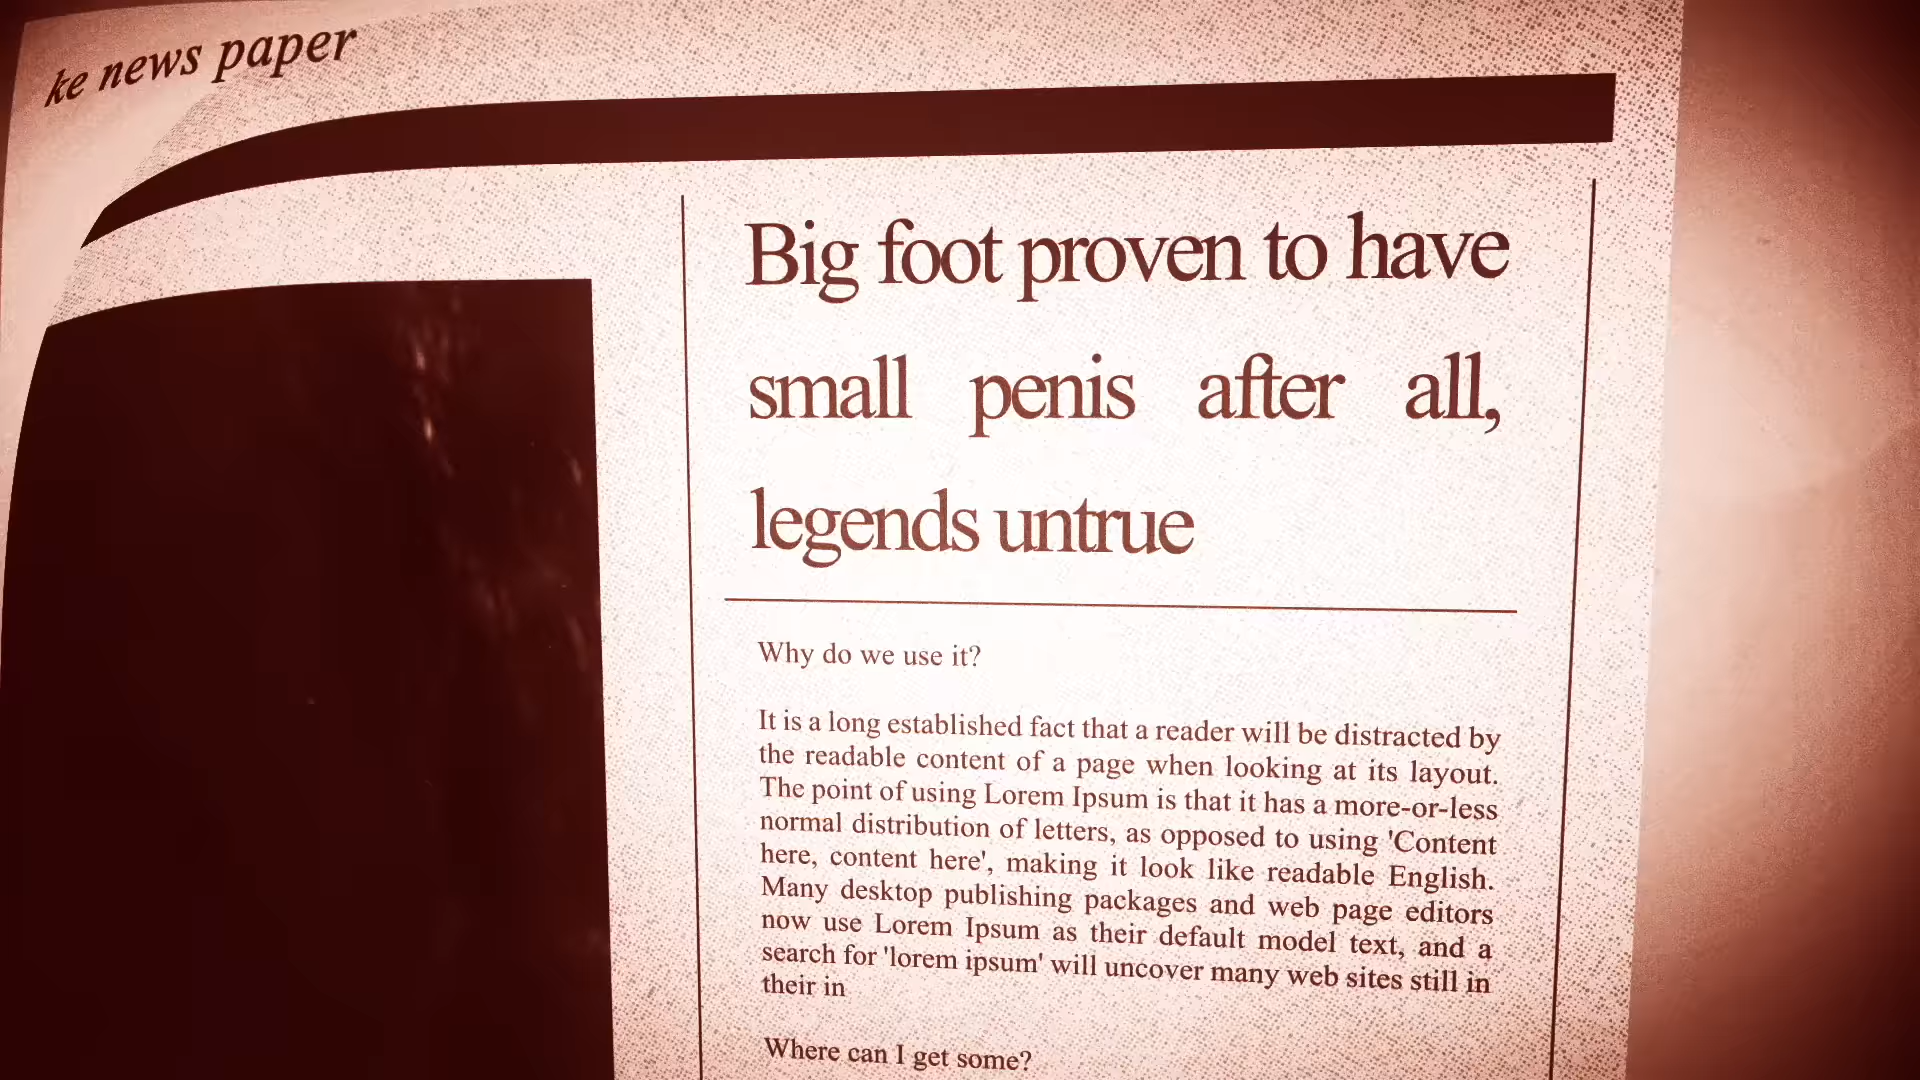 ke news paper
Big foot proven to have
small penis after all,
legends untrue
Why do we use it?
It is a long established fact that a reader will be distracted by
the readable content of a page when looking at its layout.
The point of using Lorem Ipsum is that it has a more-or-less
normal distribution of letters, as opposed to using 'Content
here, content here', making it look like readable English.
Many desktop publishing packages and web page editors
now use Lorem Ipsum as their default model text, and a
search for 'lorem ipsum' will uncover many web sites still in
their in
Where can I get some?